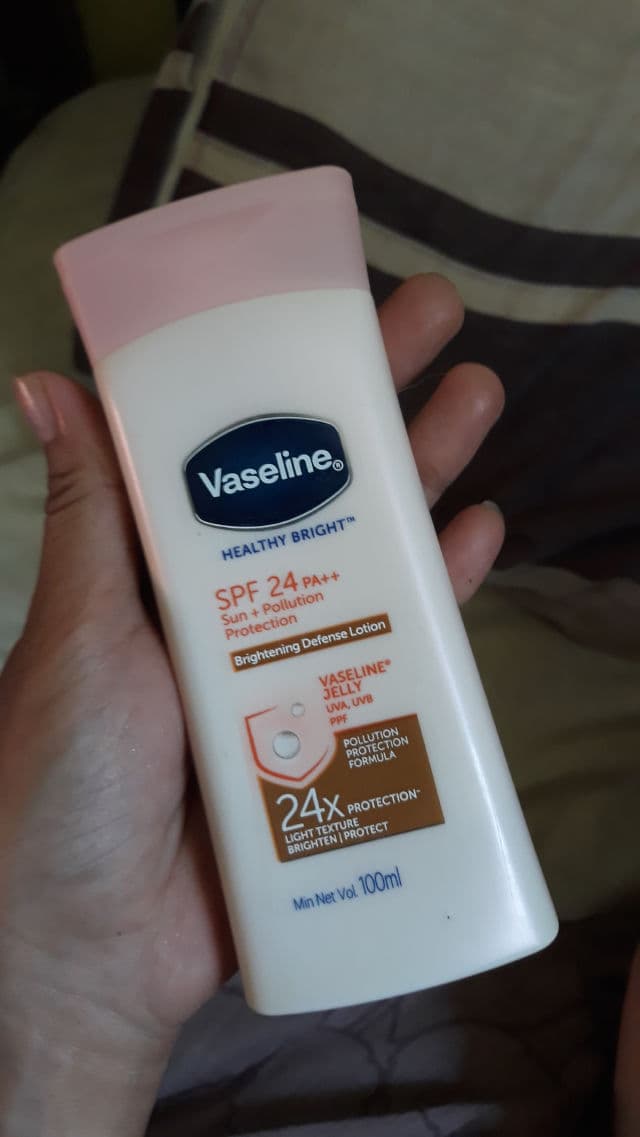 Vaseline®
HEALTHY BRIGHT™
SPF 24 PA++
Sun + Pollution
Protection
Brightening Defense Lotion
VASELINE®
JELLY
UVA, UVB
PPF
POLLUTION
PROTECTION
FORMULA
24x PROTECTION~
LIGHT TEXTURE
BRIGHTEN | PROTECT
Min Net Vol. 100ml